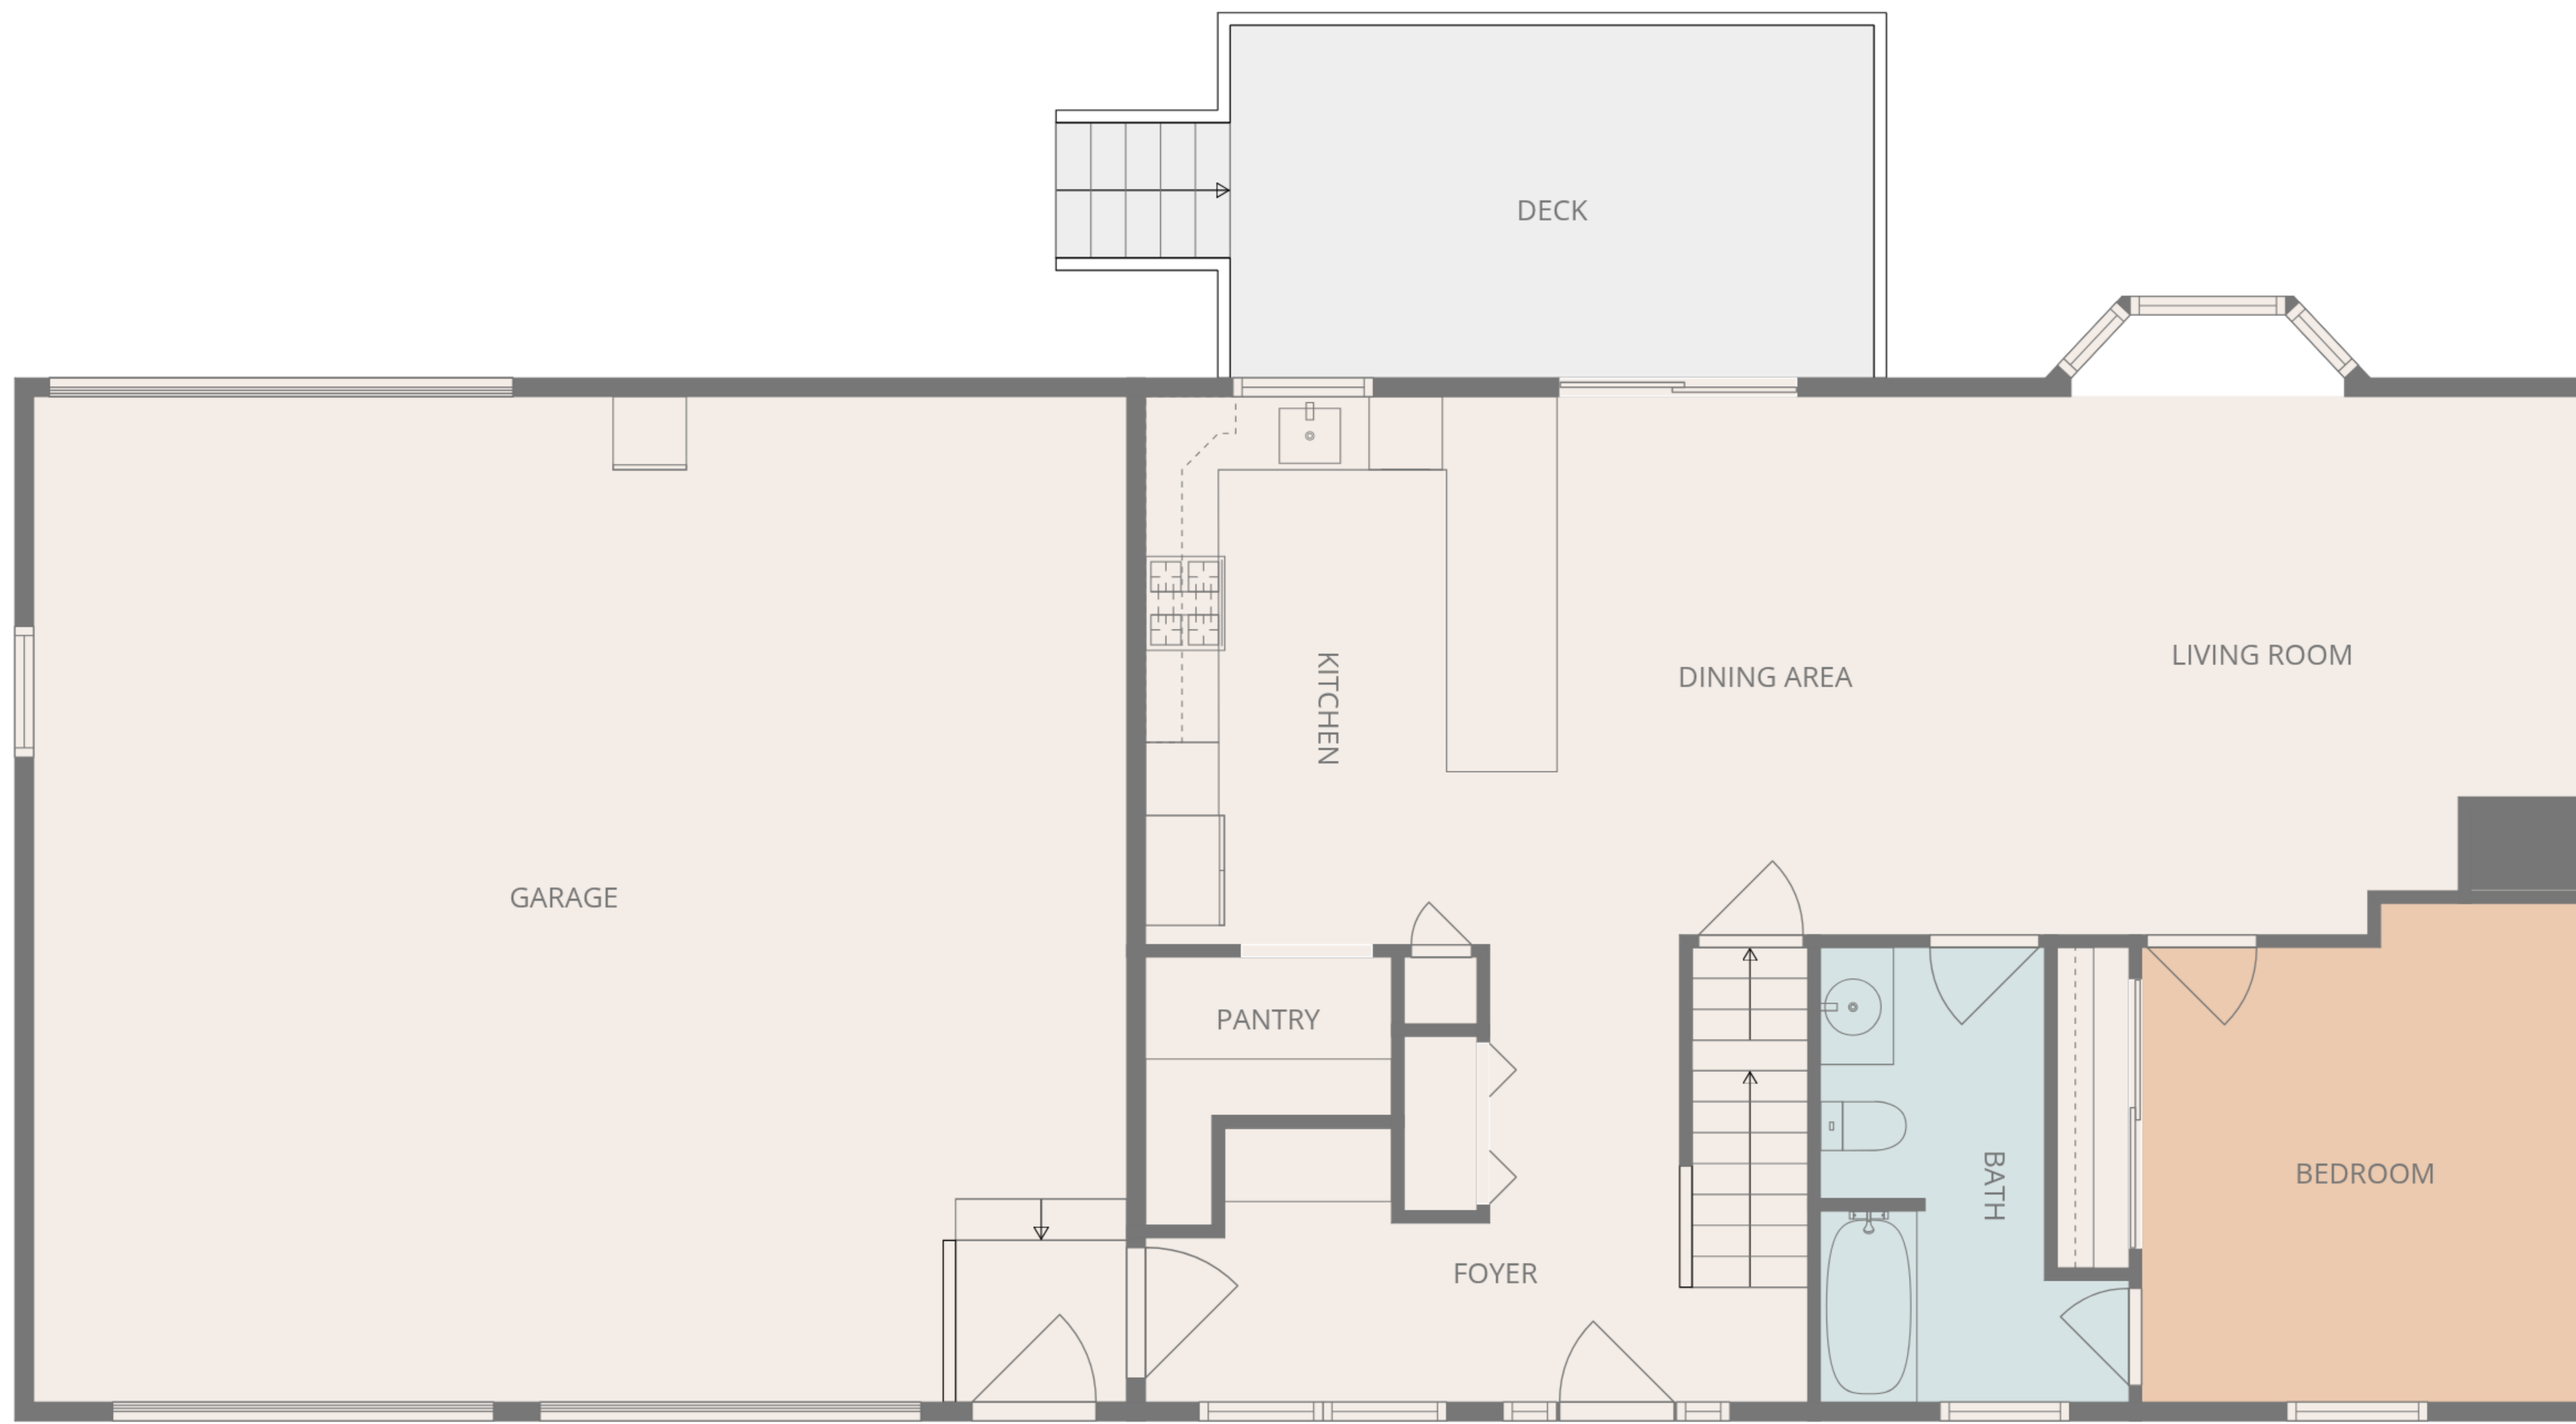 DECK
LIVING ROOM
KITCHEN
DINING AREA
GARAGE
PANTRY
BATH
BEDROOM
FOYER